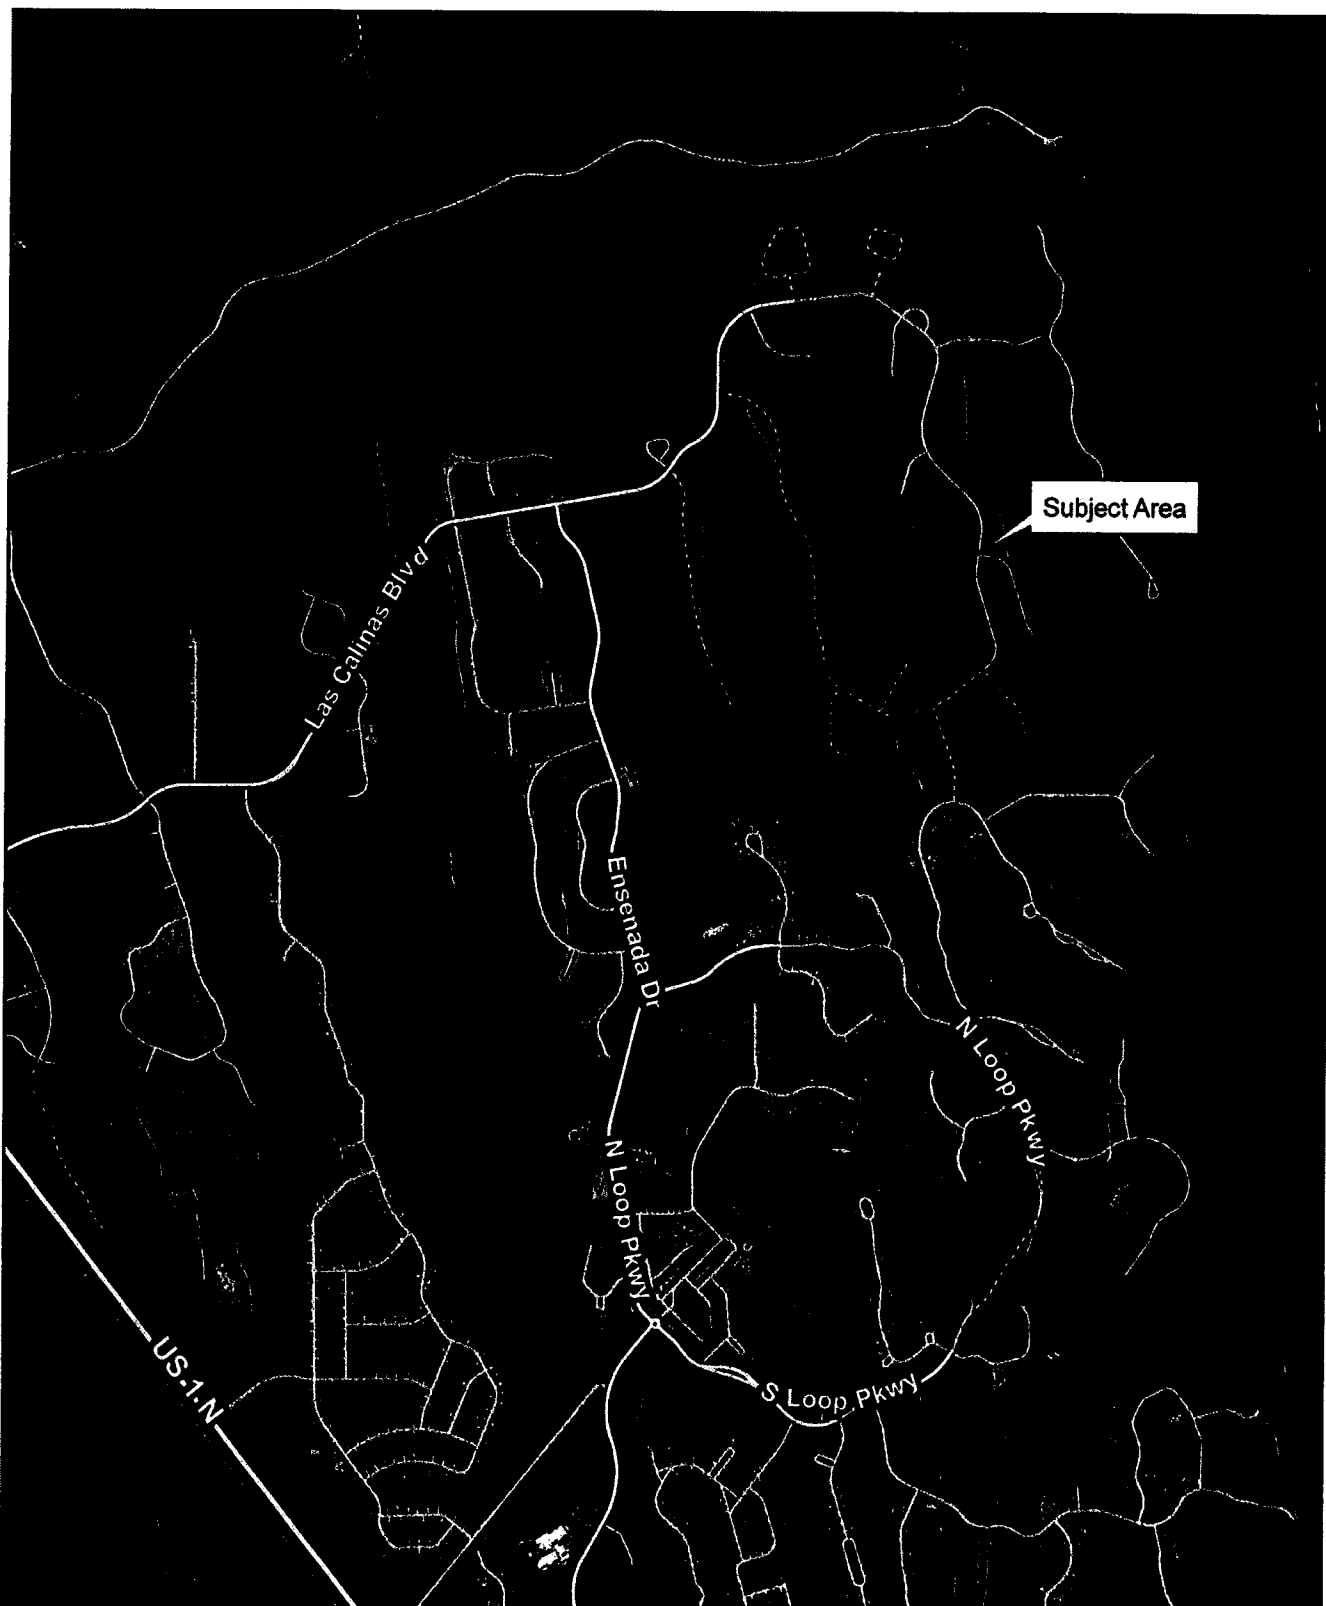 Subject Area
Las Calinas Blvd
Ensenada Dr
N Loop Pkwy
N Loop Pkwy
US-1-N
S Loop Pkwy